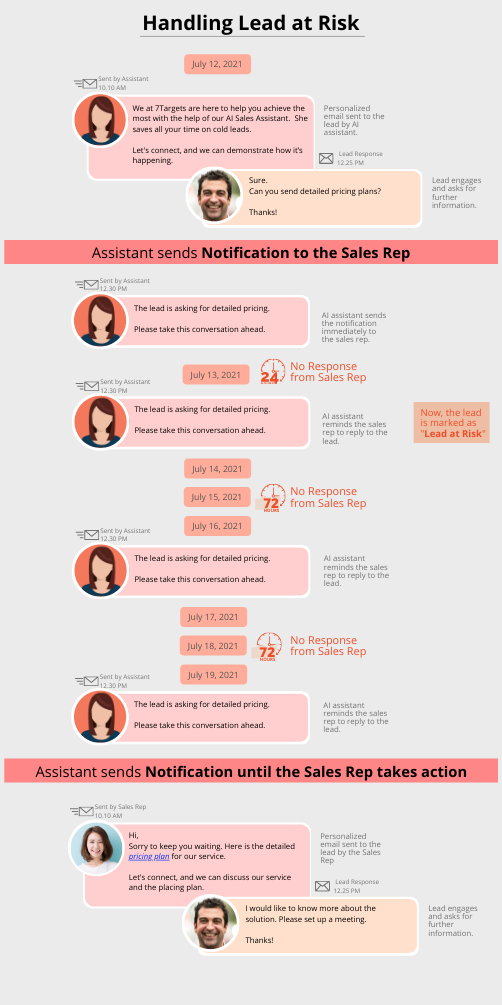 Handling Lead at Risk
July 12, 2021
Sent by Assistant
10.10 AM
We at 7Targets are here to help you achieve the
most with the help of our AI Sales Assistant. She
saves all your time on cold leads.
Let's connect, and we can demonstrate how it's
happening.
Personalized
email sent to the
lead by AI
assistant.
Lead Response
12.25 PM
Sure.
Can you send detailed pricing plans?
Thanks!
Lead engages
and asks for
further
information.
Assistant sends Notification to the Sales Rep
Sent by Assistant
12.30 PM
The lead is asking for detailed pricing.
Please take this conversation ahead.
AI assistant sends
the notification
immediately to
the sales rep.
July 13, 2021
24
No Response
from Sales Rep
Sent by Assistant
12.30 PM
The lead is asking for detailed pricing.
Please take this conversation ahead.
AI assistant
reminds the sales
rep to reply to the
lead.
Now, the lead
is marked as
"Lead at Risk"
July 14, 2021
July 15, 2021
July 16, 2021
72
HOURS
No Response
from Sales Rep
Sent by Assistant
12.30 PM
The lead is asking for detailed pricing.
Please take this conversation ahead.
AI assistant
reminds the sales
rep to reply to the
lead.
July 17, 2021
July 18, 2021
July 19, 2021
72
HOURS
No Response
from Sales Rep
Sent by Assistant
12.30 PM
The lead is asking for detailed pricing.
Please take this conversation ahead.
AI assistant
reminds the sales
rep to reply to the
lead.
Assistant sends Notification until the Sales Rep takes action
Sent by Sales Rep
10.10 AM
Hi,
Sorry to keep you waiting. Here is the detailed
pricing plan for our service.
Let's connect, and we can discuss our service
and the placing plan.
Personalized
email sent to the
lead by the Sales
Rep
Lead Response
12.25 PM
I would like to know more about the
solution. Please set up a meeting.
Thanks!
Lead engages
and asks for
further
information.